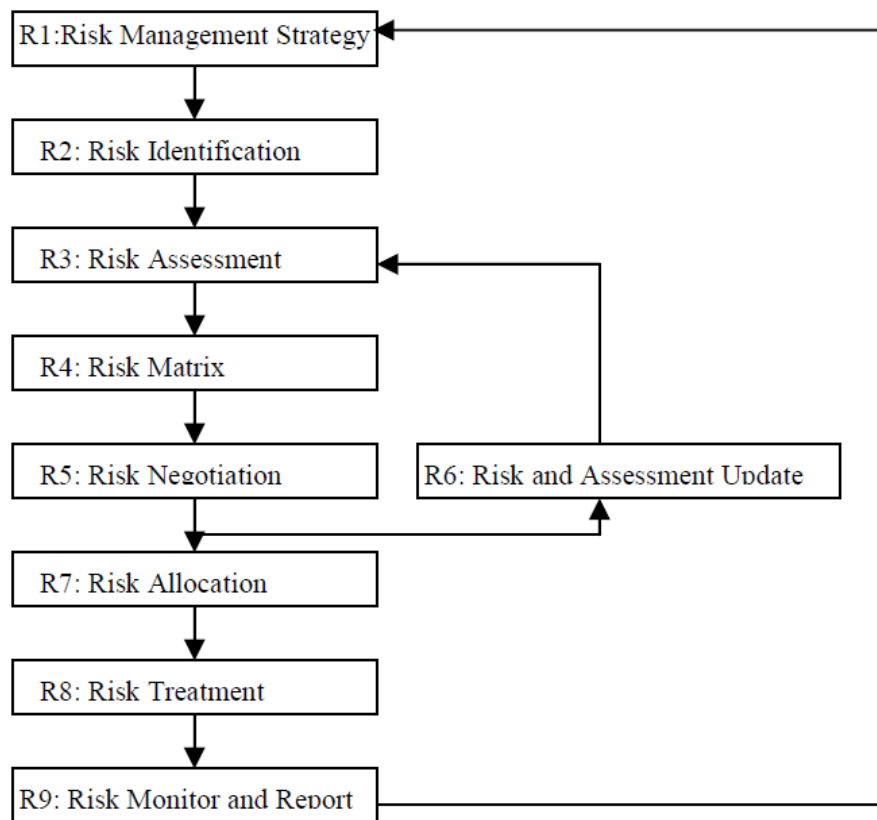 R1:Risk Management Strategy
R2: Risk Identification
R3: Risk Assessment
R4: Risk Matrix
R5: Risk Negotiation
R6: Risk and Assessment Update
R7: Risk Allocation
R8: Risk Treatment
R9: Risk Monitor and Report